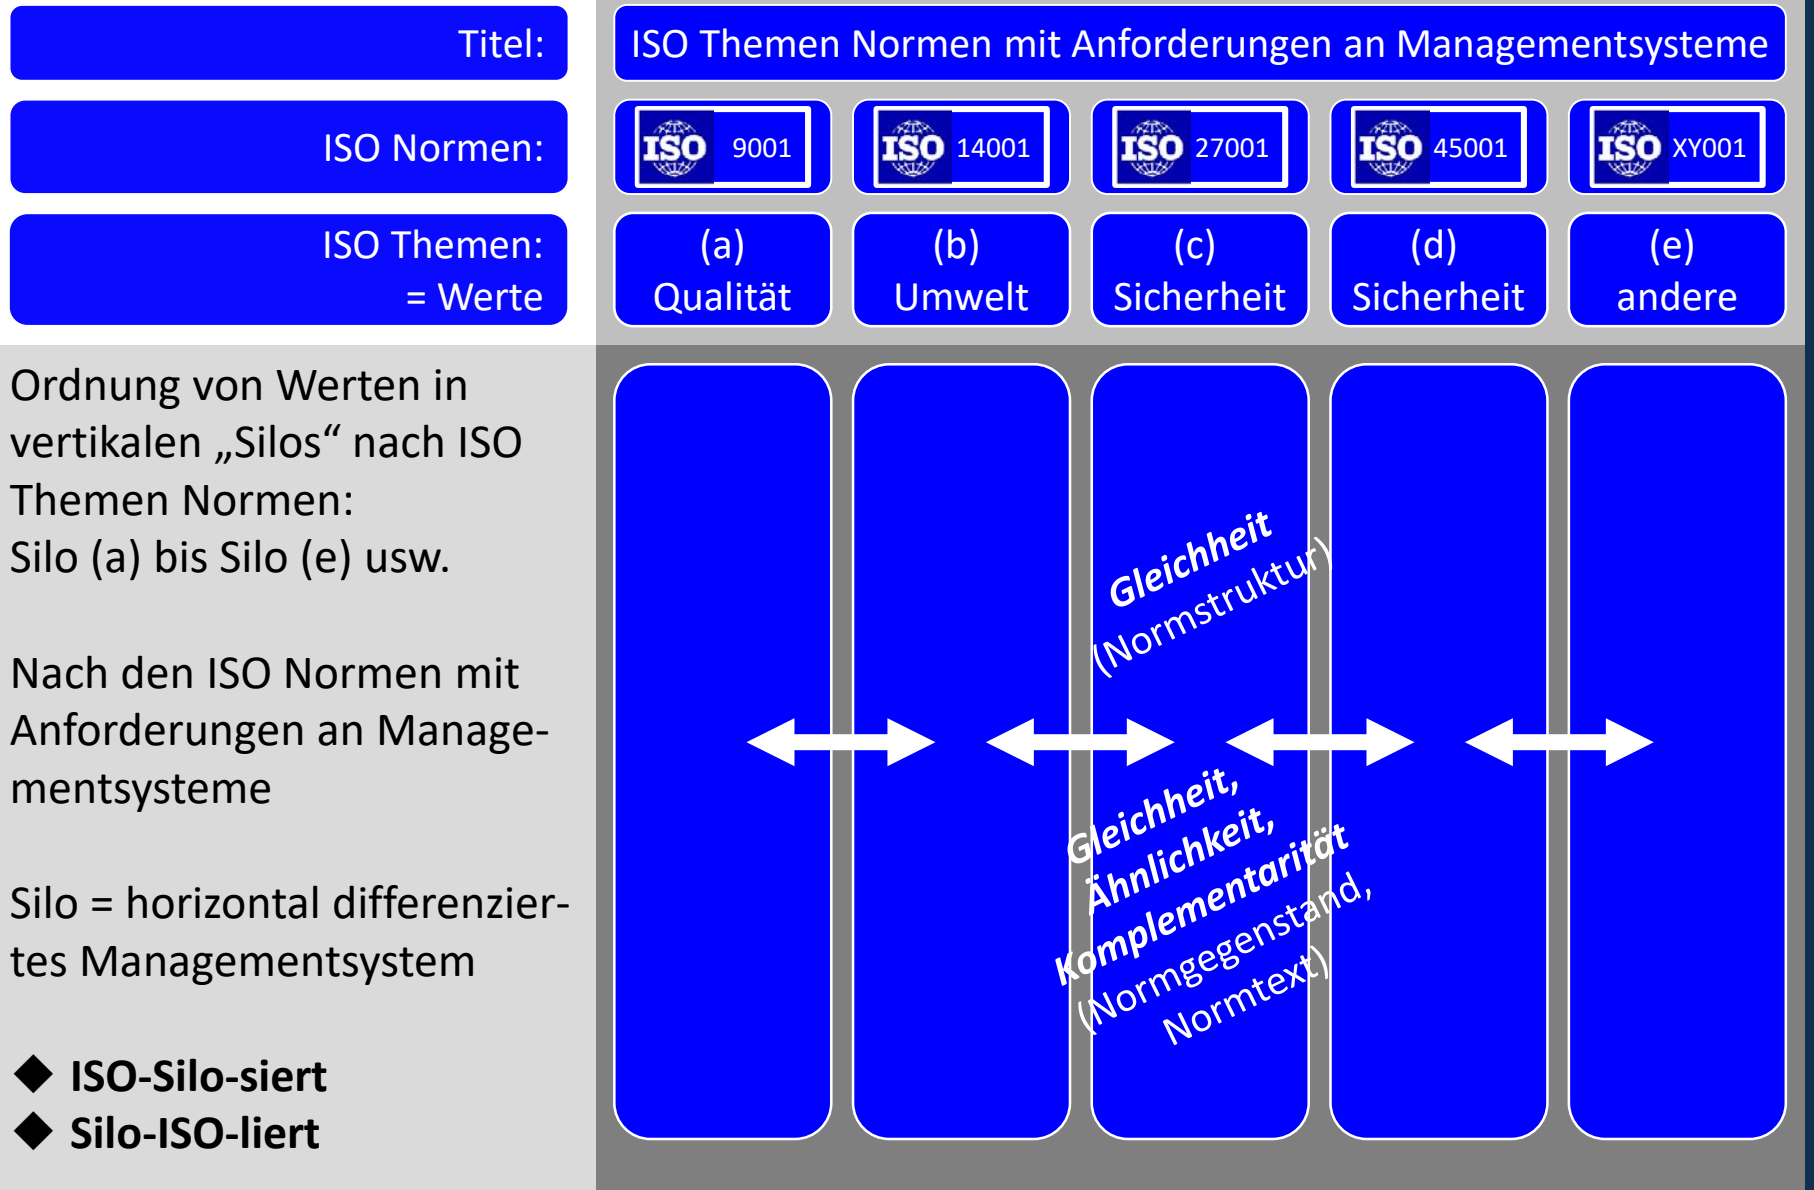 Titel:
ISO Themen Normen mit Anforderungen an Managementsysteme
ISO Normen:
ISO 9001
ISO 14001
ISO 27001
ISO 45001
ISO XY001
ISO Themen:
= Werte
(a)
Qualität
(b)
Umwelt
(c)
Sicherheit
(d)
Sicherheit
(e)
andere
Ordnung von Werten in
vertikalen „Silos“ nach ISO
Themen Normen:
Silo (a) bis Silo (e) usw.
Nach den ISO Normen mit
Anforderungen an Manage-
mentsysteme
Silo = horizontal differenzier-
tes Managementsystem
◆ ISO-Silo-siert
◆ Silo-ISO-liert
Gleichheit
(Normstruktur)
Gleichheit,
Ähnlichkeit,
Komplementarität
(Normgegenstand,
Normtext)